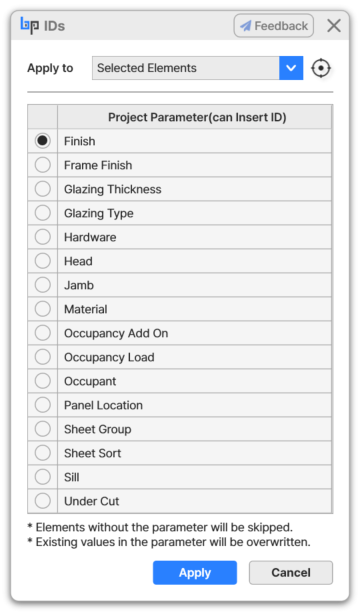 bp IDs
Feedback
Apply to
Selected Elements
Project Parameter(can Insert ID)
Finish
Frame Finish
Glazing Thickness
Glazing Type
Hardware
Head
Jamb
Material
Occupancy Add On
Occupancy Load
Occupant
Panel Location
Sheet Group
Sheet Sort
Sill
Under Cut
* Elements without the parameter will be skipped.
* Existing values in the parameter will be overwritten.
Apply
Cancel